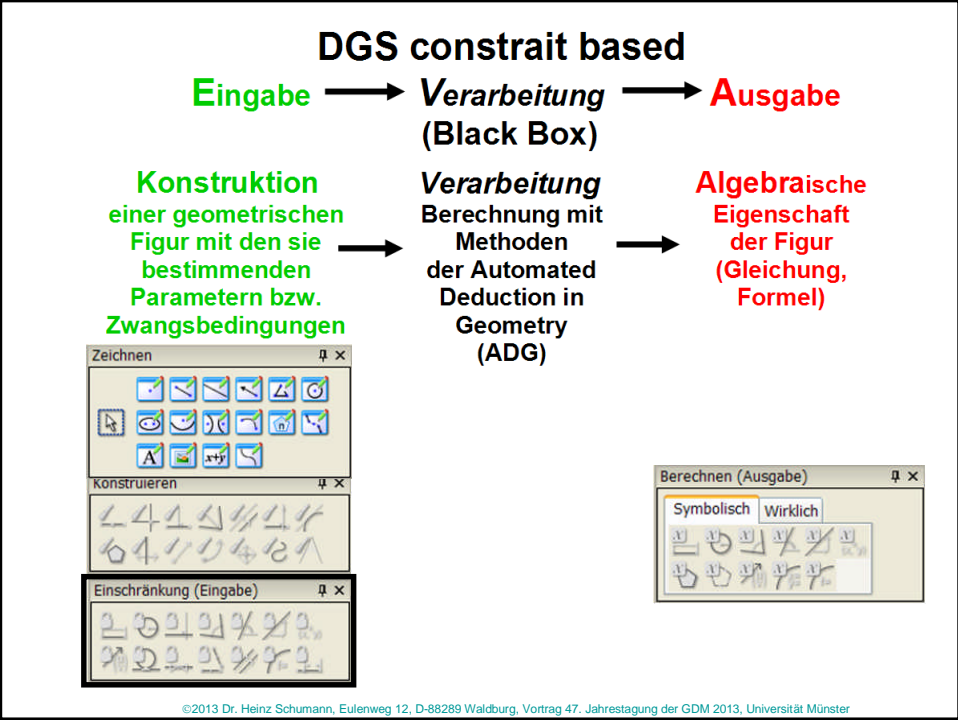 DGS constrait based
Eingabe
Verarbeitung
(Black Box)
Ausgabe
Konstruktion
einer geometrischen
Figur mit den sie
bestimmenden
Parametern bzw.
Zwangsbedingungen
Verarbeitung
Berechnung mit
Methoden
der Automated
Deduction in
Geometry
(ADG)
Algebraische
Eigenschaft
der Figur
(Gleichung,
Formel)
Zeichnen
A
x+y
Konstruieren
Einschränkung (Eingabe)
Berechnen (Ausgabe)
Symbolisch
Wirklich
©2013 Dr. Heinz Schumann, Eulenweg 12, D-88289 Waldburg, Vortrag 47. Jahrestagung der GDM 2013, Universität Münster